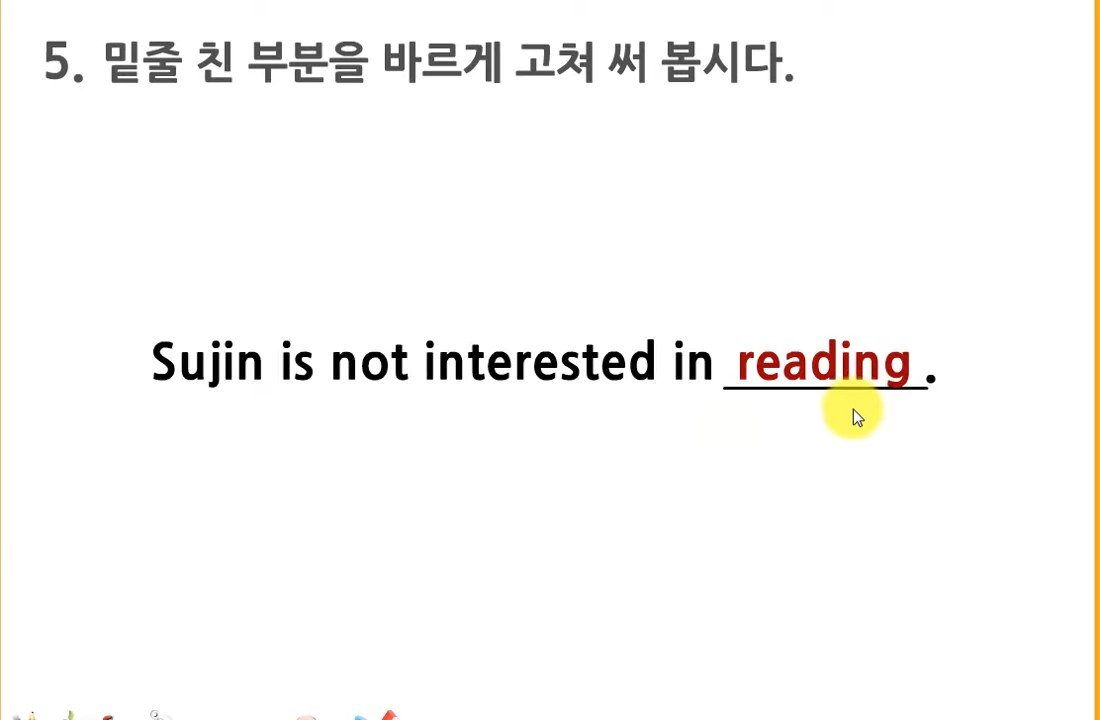 5. 밑줄 친 부분을 바르게 고쳐 써 봅시다.
Sujin is not interested in reading.